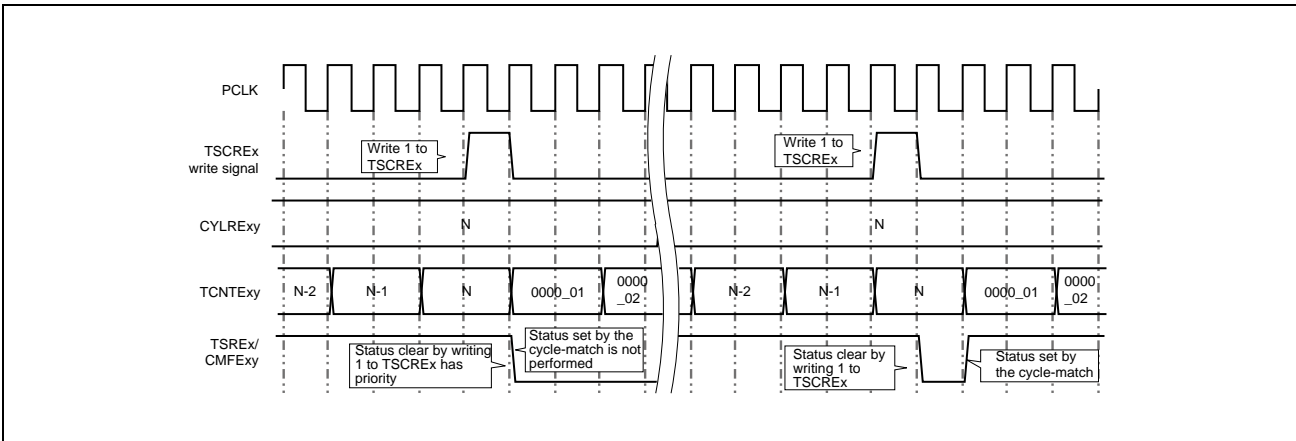 PCLK
TSCREx
write signal
Write 1 to
TSCREx
Write 1 to
TSCREx
CYLRExy
N
N
TCNTExy
N-2
N-1
N
0000_01
0000
_02
N-2
N-1
N
0000_01
0000
_02
TSREx/
CMFExy
Status clear by writing
1 to TSCREx has
priority
Status set by the
cycle-match is not
performed
Status clear by
writing 1 to
TSCREx
Status set by
the cycle-match